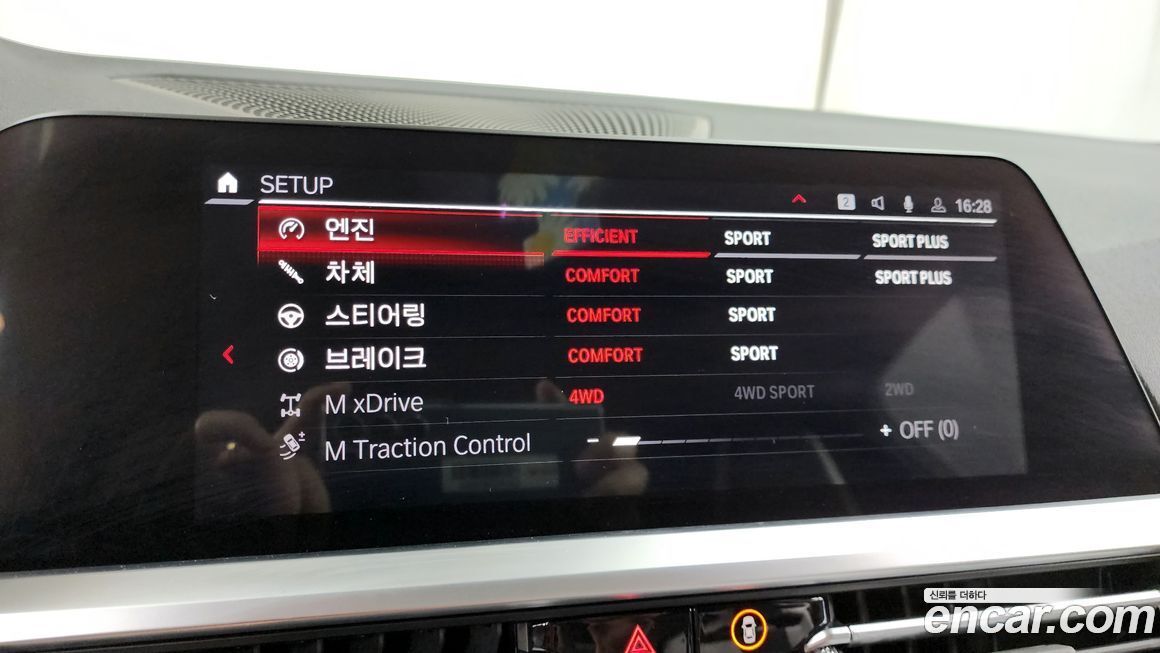 SETUP
2 16:28
엔진 EFFICIENT SPORT SPORT PLUS
차체 COMFORT SPORT SPORT PLUS
스티어링 COMFORT SPORT
브레이크 COMFORT SPORT
M xDrive 4WD 4WD SPORT 2WD
M Traction Control - + OFF (0)
신뢰를 더하다
encar.com